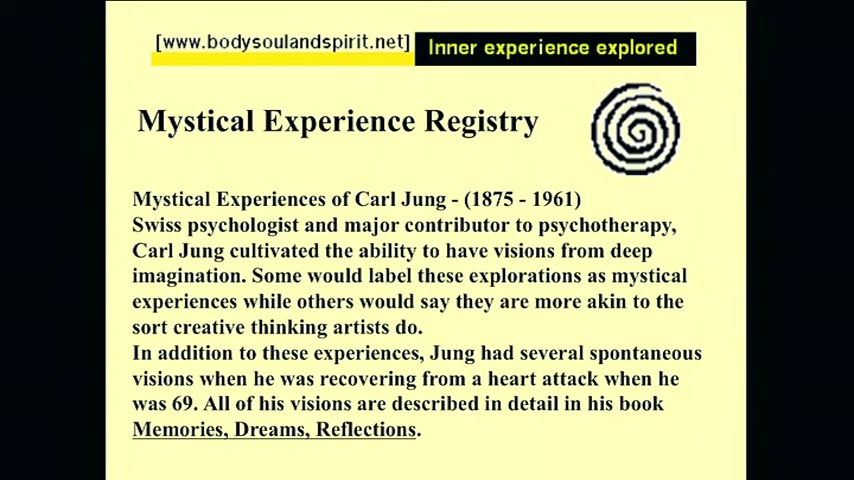 [www.bodysoulandspirit.net] Inner experience explored
Mystical Experience Registry
Mystical Experiences of Carl Jung - (1875 - 1961)
Swiss psychologist and major contributor to psychotherapy,
Carl Jung cultivated the ability to have visions from deep
imagination. Some would label these explorations as mystical
experiences while others would say they are more akin to the
sort creative thinking artists do.
In addition to these experiences, Jung had several spontaneous
visions when he was recovering from a heart attack when he
was 69. All of his visions are described in detail in his book
Memories, Dreams, Reflections.